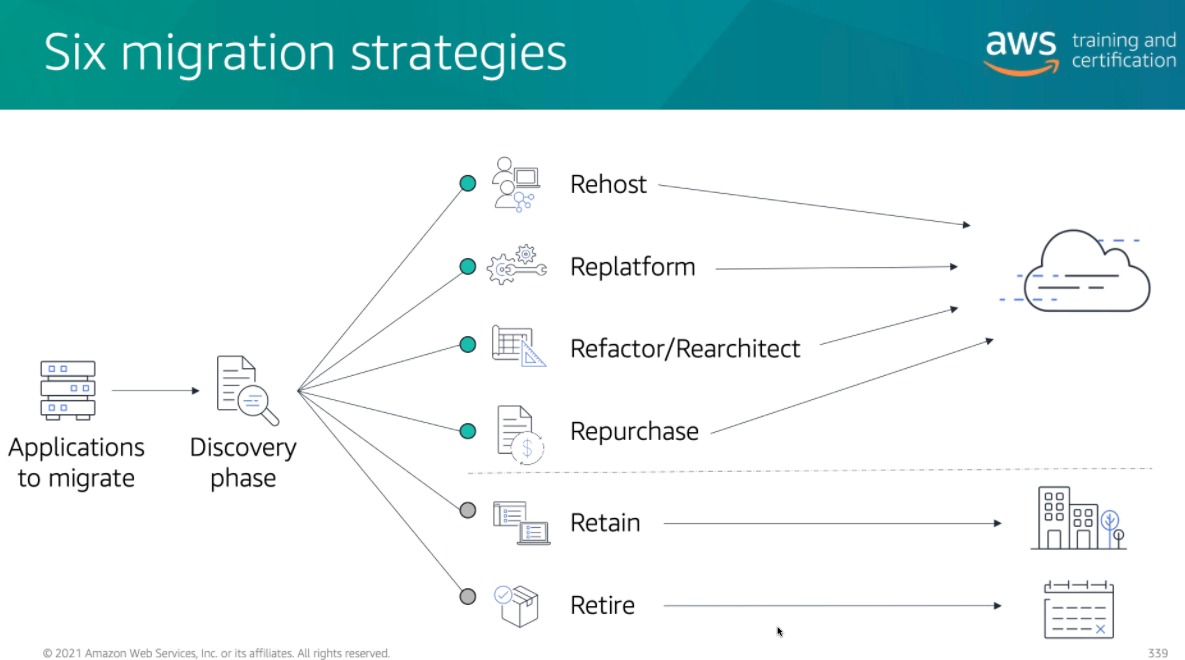 Six migration strategies
aws
training and
certification
Rehost
Replatform
Refactor/Rearchitect
Repurchase
Applications
to migrate
Discovery
phase
$
Retain
Retire
© 2021 Amazon Web Services, Inc. or its affiliates. All rights reserved.
339